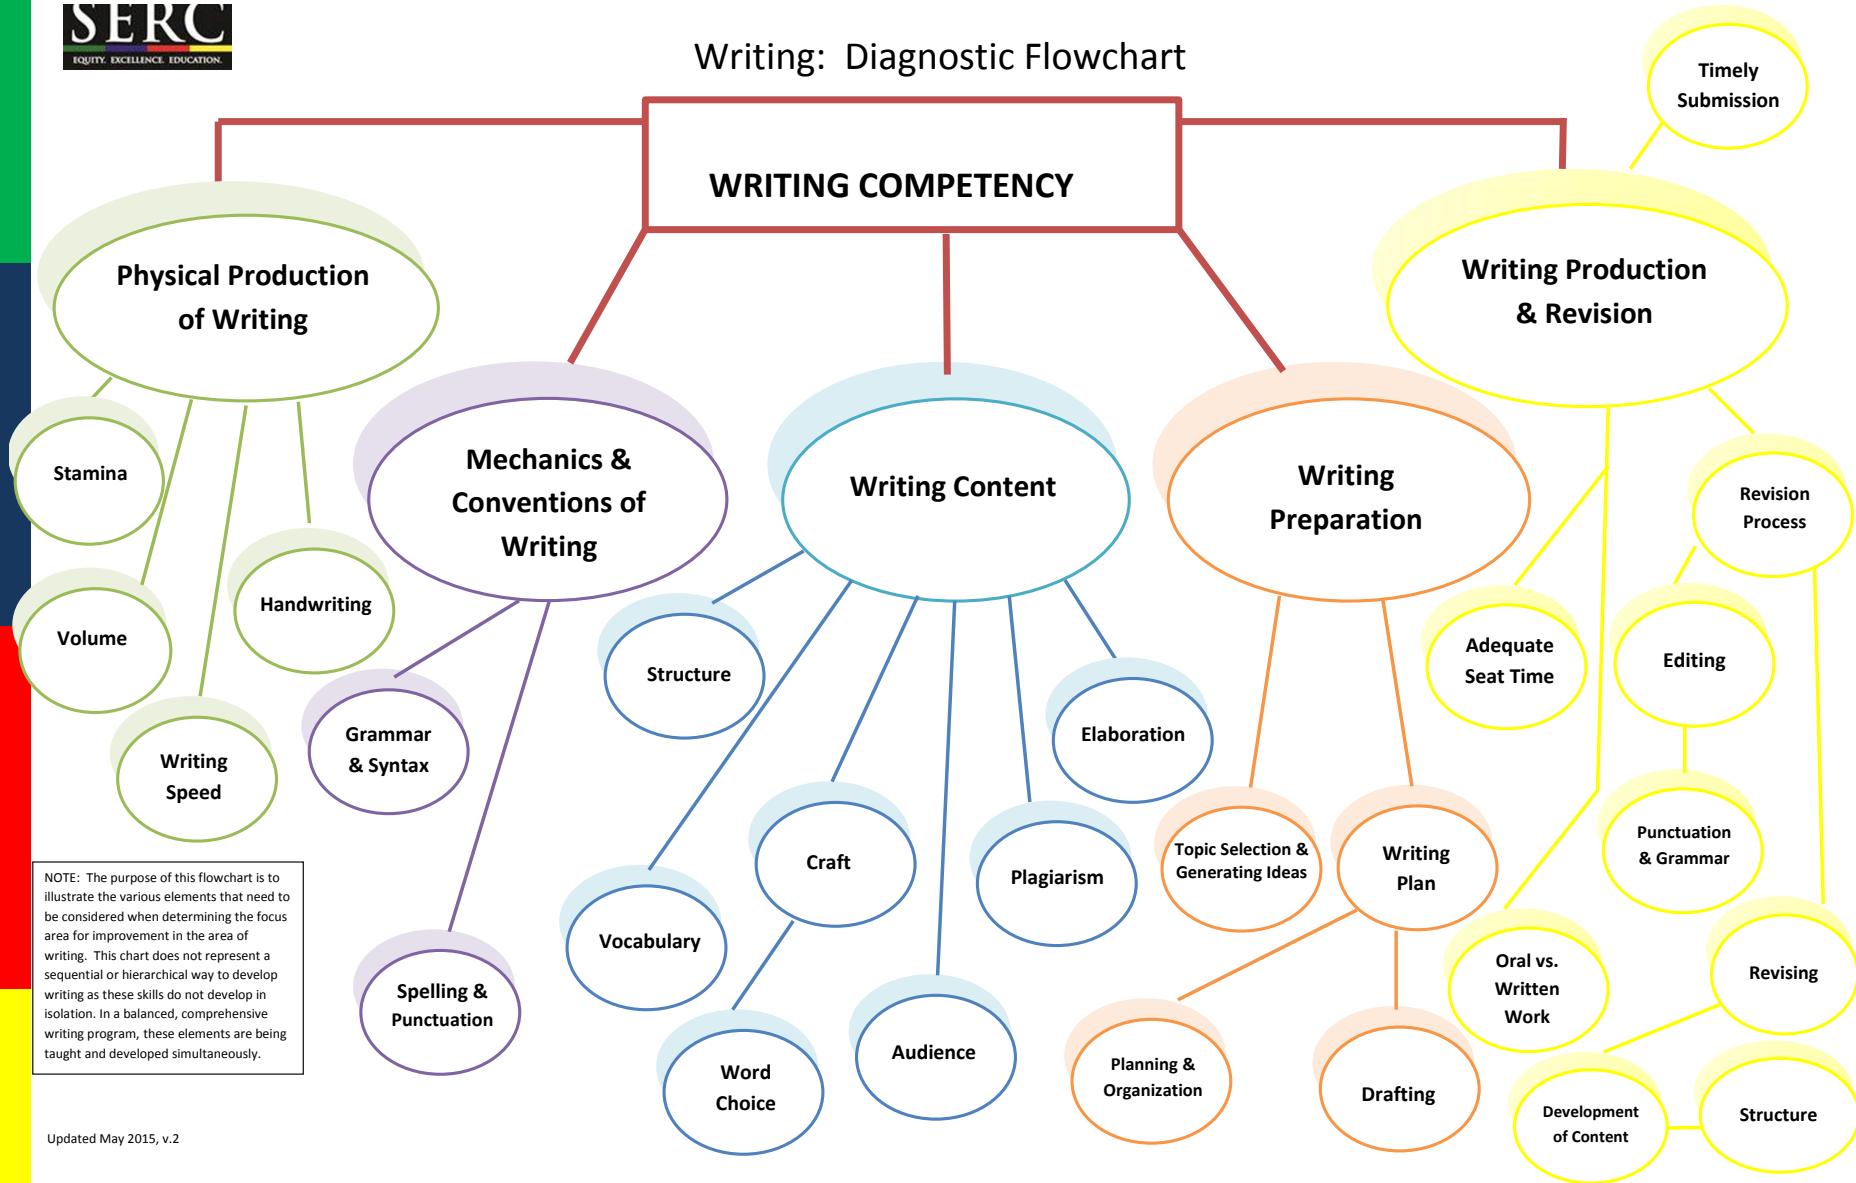 SERC
EQUITY. EXCELLENCE. EDUCATION.
Writing:  Diagnostic Flowchart
WRITING COMPETENCY
Timely
Submission
Physical Production
of Writing
Writing Production
& Revision
Mechanics &
Conventions of
Writing
Writing Content
Writing
Preparation
Stamina
Volume
Writing
Speed
Handwriting
Grammar
& Syntax
Spelling &
Punctuation
Structure
Vocabulary
Craft
Word
Choice
Audience
Plagiarism
Elaboration
Topic Selection &
Generating Ideas
Writing
Plan
Planning &
Organization
Drafting
Revision
Process
Adequate
Seat Time
Editing
Punctuation
& Grammar
Oral vs.
Written
Work
Revising
Development
of Content
Structure
NOTE:  The purpose of this flowchart is to
illustrate the various elements that need to
be considered when determining the focus
area for improvement in the area of
writing.  This chart does not represent a
sequential or hierarchical way to develop
writing as these skills do not develop in
isolation. In a balanced, comprehensive
writing program, these elements are being
taught and developed simultaneously.
Updated May 2015, v.2